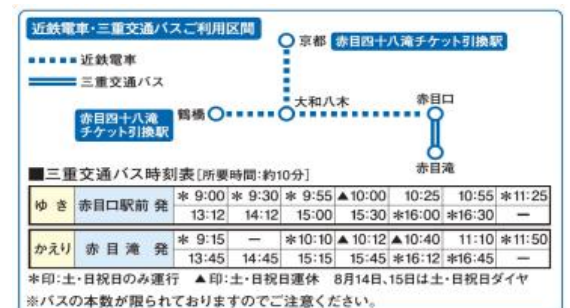 近鉄電車・三重交通バスご利用区間
京都 赤目四十八滝チケット引換駅
近鉄電車
三重交通バス
赤目四十八滝
チケット引換駅
鶴橋 大和八木 赤目口
赤目滝
■三重交通バス時刻表[所要時間:約10分]
ゆき 赤目口駅前 発 ＊9:00 ＊9:30 ＊9:55 ▲10:00 10:25 10:55 ＊11:25
13:12 14:12 15:00 15:30 ＊16:00 ＊16:30 ー
かえり 赤目滝 発 ＊9:15 ー ＊10:10 ▲10:12 ▲10:40 11:10 ＊11:50
13:45 14:45 15:15 15:45 ＊16:12 ＊16:45 ー
＊印:土・日祝日のみ運行 ▲印:土・日祝日運休 8月14日、15日は土・日祝日ダイヤ
※バスの本数が限られておりますのでご注意ください。